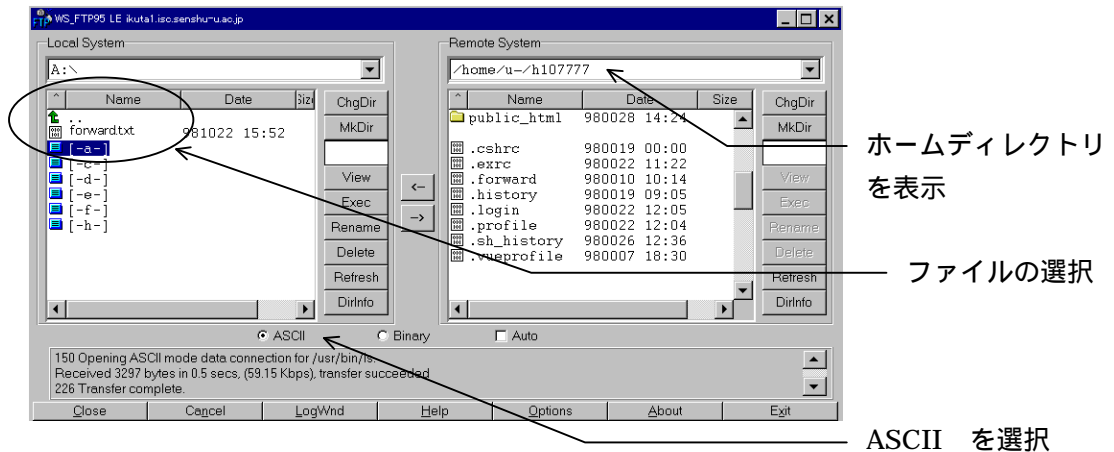 WS_FTP95 LE ikuta1.isc.senshu-u.ac.jp
Local System
A:\
^ Name Date Size
..
forward.txt 981022 15:52
[-a-]
[-c-]
[-d-]
[-e-]
[-f-]
[-h-]
ChgDir
MkDir
View
Exec
Rename
Delete
Refresh
DirInfo
<-
->
Remote System
/home/u-/h107777
^ Name Date Size
public_html 980028 14:24
.cshrc 980019 00:00
.exrc 980022 11:22
.forward 980010 10:14
.history 980019 09:05
.login 980022 12:05
.profile 980022 12:04
.sh_history 980026 12:36
.vueprofile 980007 18:30
ChgDir
MkDir
View
Exec
Rename
Delete
Refresh
DirInfo
ホームディレクトリ
を表示
ファイルの選択
ASCII Binary Auto
150 Opening ASCII mode data connection for /usr/bin/ls.
Received 3297 bytes in 0.5 secs, (59.15 Kbps), transfer succeeded
226 Transfer complete.
Close Cancel LogWnd Help Options About Exit
ASCII を選択